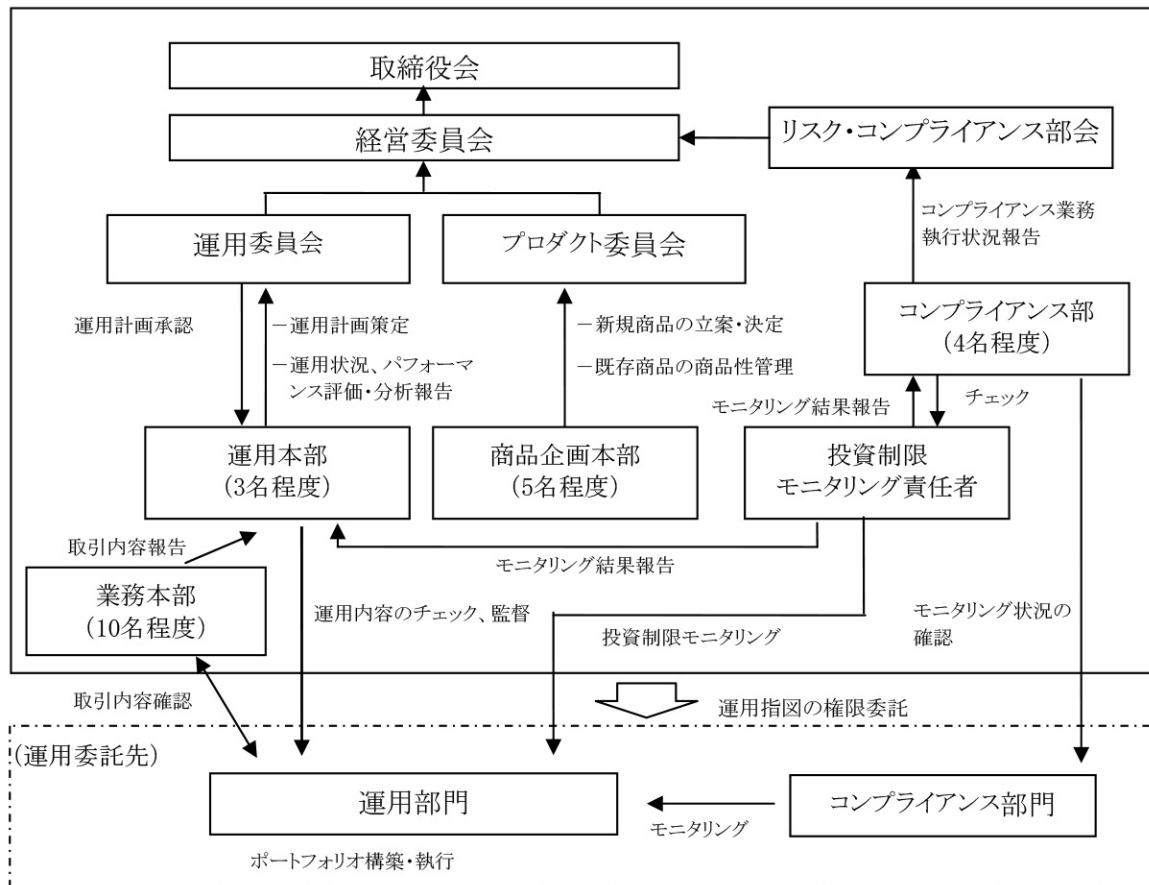 取締役会
経営委員会
リスク・コンプライアンス部会
コンプライアンス業務
執行状況報告
運用委員会
プロダクト委員会
運用計画承認
－運用計画策定
－運用状況、パフォーマ
ンス評価・分析報告
－新規商品の立案・決定
－既存商品の商品性管理
コンプライアンス部
(4名程度)
モニタリング結果報告
チェック
運用本部
(3名程度)
商品企画本部
(5名程度)
投資制限
モニタリング責任者
取引内容報告
モニタリング結果報告
業務本部
(10名程度)
運用内容のチェック、監督
投資制限モニタリング
モニタリング状況の
確認
取引内容確認
運用指図の権限委託
(運用委託先)
運用部門
モニタリング
コンプライアンス部門
ポートフォリオ構築・執行